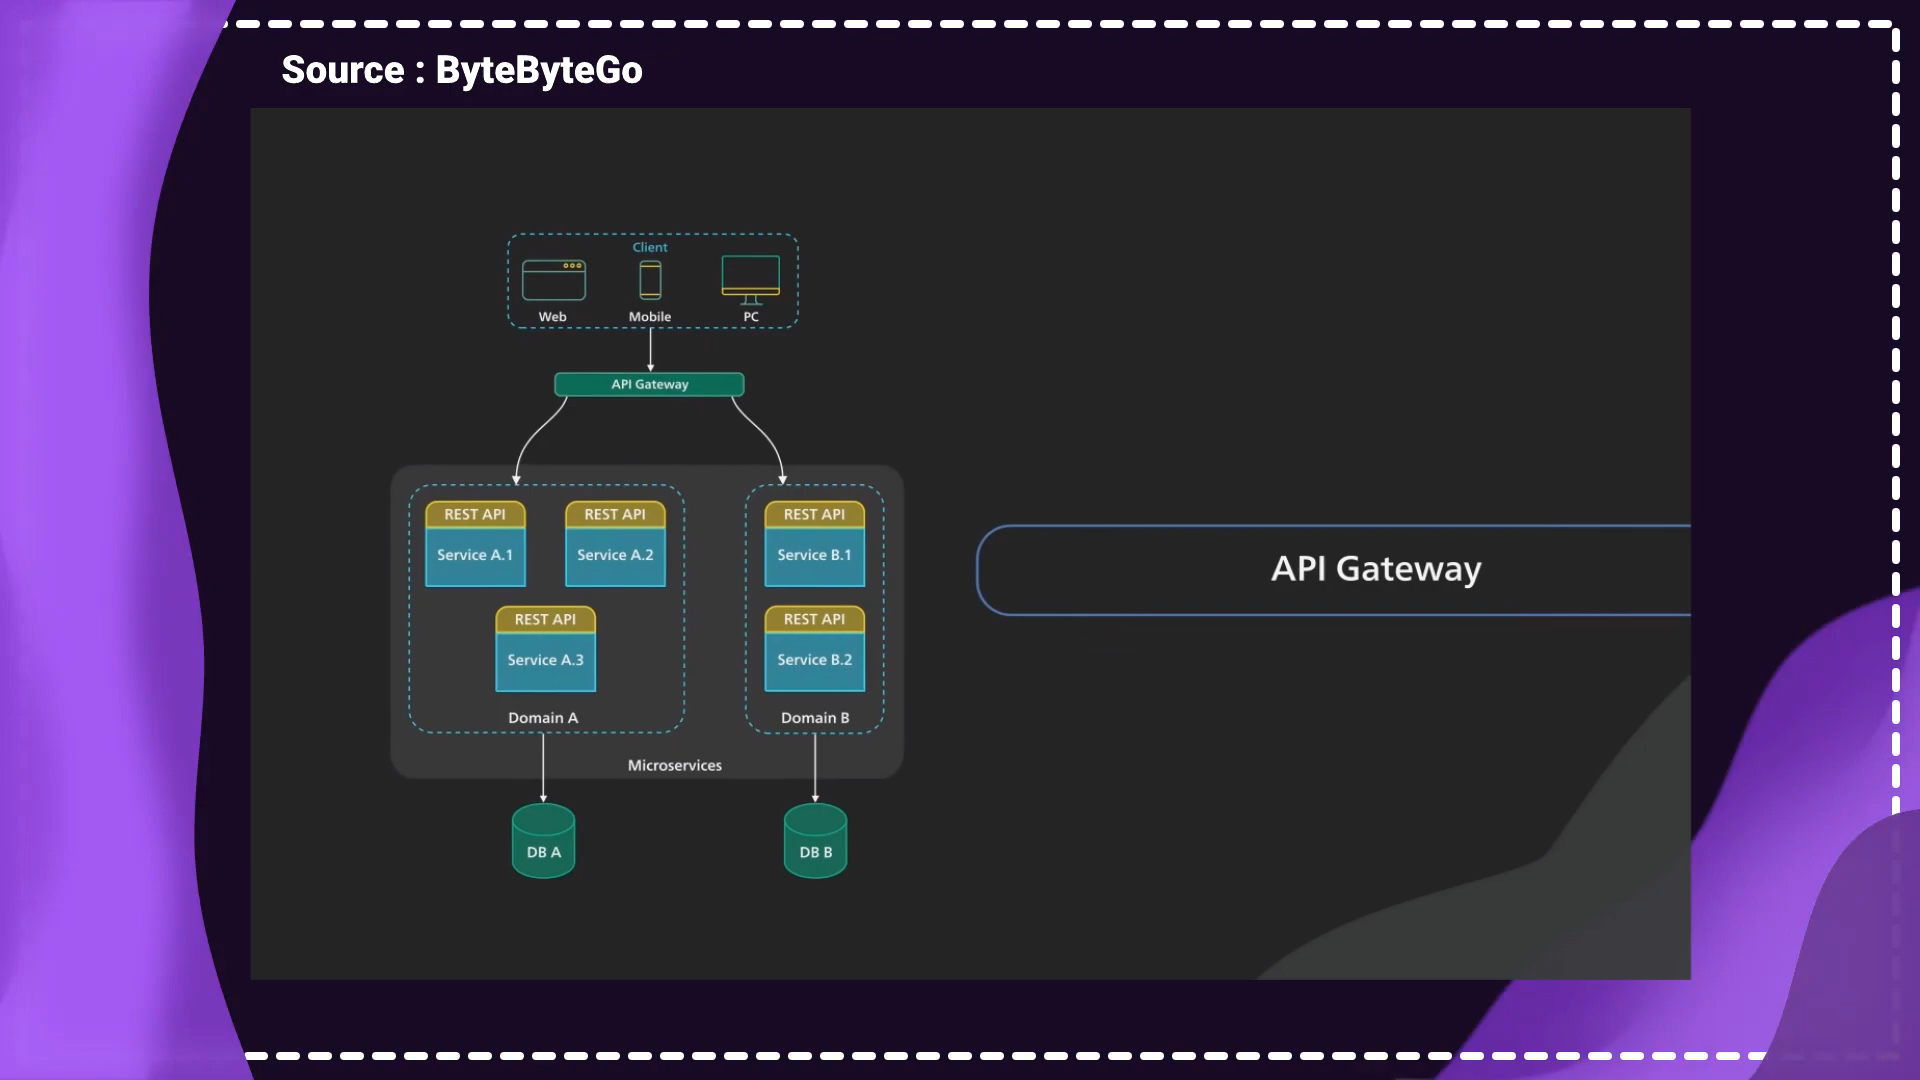 Source : ByteByteGo
Client
Web Mobile PC
API Gateway
REST API REST API
Service A.1 Service A.2
REST API
Service A.3
Domain A
REST API
Service B.1
REST API
Service B.2
Domain B
Microservices
DB A DB B
API Gateway